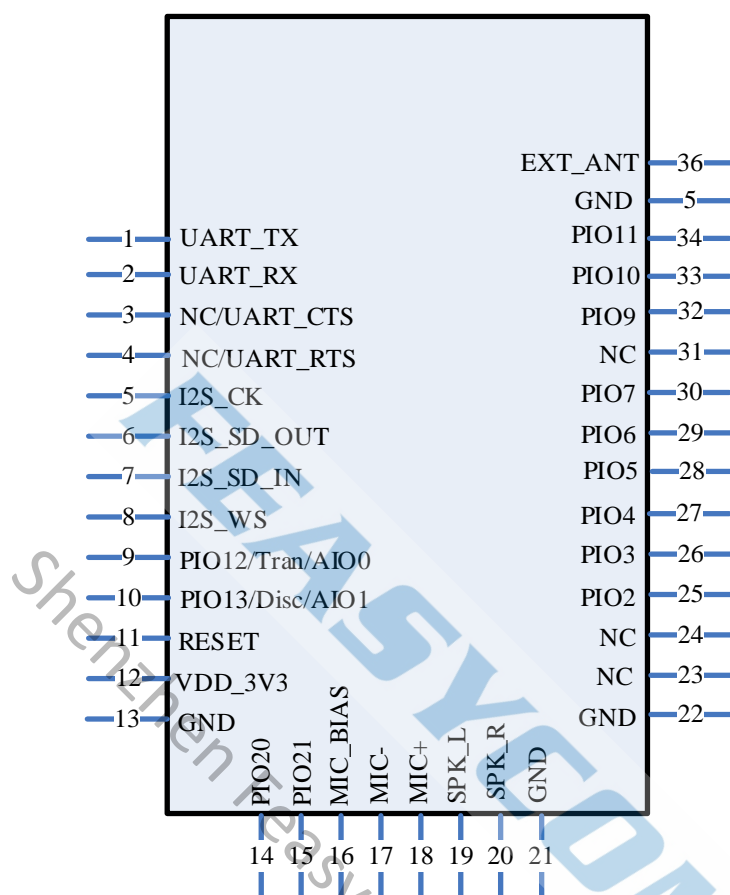 EXT_ANT 36
GND 5
1 UART_TX PIO11 34
2 UART_RX PIO10 33
3 NC/UART_CTS PIO9 32
4 NC/UART_RTS NC 31
5 I2S_CK PIO7 30
6 I2S_SD_OUT PIO6 29
7 I2S_SD_IN PIO5 28
8 I2S_WS PIO4 27
9 PIO12/Tran/AIO0 PIO3 26
10 PIO13/Disc/AIO1 PIO2 25
11 RESET NC 24
12 VDD_3V3 NC 23
13 GND GND 22
PIO20
PIO21
MIC_BIAS
MIC-
MIC+
SPK_L
SPK_R
GND
14 15 16 17 18 19 20 21
FEASYCOM
Shenzhen Feasy